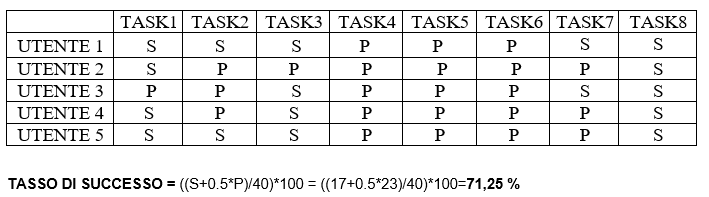 TASK1 TASK2 TASK3 TASK4 TASK5 TASK6 TASK7 TASK8
UTENTE 1 S S S P P P S S
UTENTE 2 S P P P P P P S
UTENTE 3 P P S P P P S S
UTENTE 4 S P S P P P P S
UTENTE 5 S S S P P P P S
TASSO DI SUCCESSO = ((S+0.5*P)/40)*100 = ((17+0.5*23)/40)*100=71,25 %